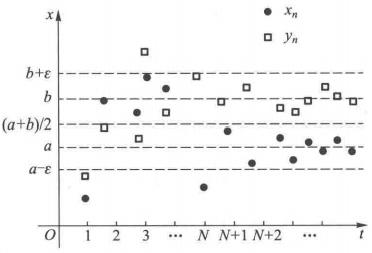 x
x_n
y_n
b+ε
b
(a+b)/2
a
a−ε
O 1 2 3 ··· N N+1 N+2 ··· t